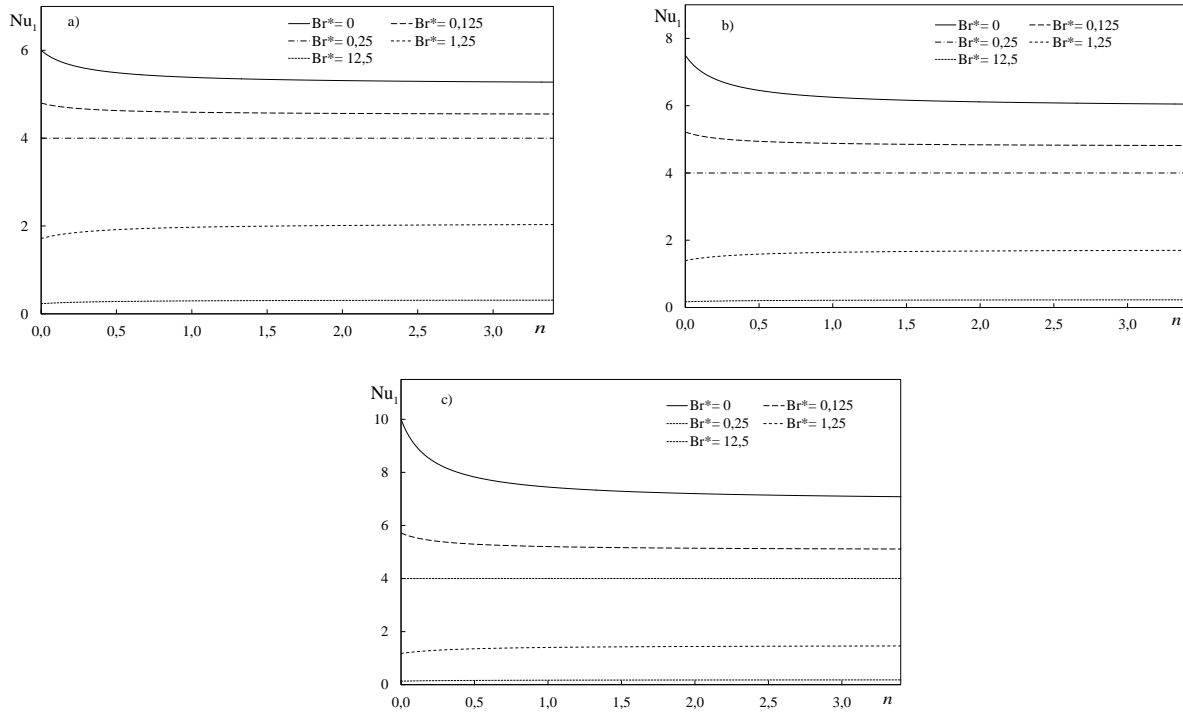 Nu1
a)
Br*= 0
Br*= 0,125
Br*= 0,25
Br*= 1,25
Br*= 12,5
6
4
2
0
0,0 0,5 1,0 1,5 2,0 2,5 3,0 n
Nu1
b)
Br*= 0
Br*= 0,125
Br*= 0,25
Br*= 1,25
Br*= 12,5
8
6
4
2
0
0,0 0,5 1,0 1,5 2,0 2,5 3,0 n
Nu1
c)
Br*= 0
Br*= 0,125
Br*= 0,25
Br*= 1,25
Br*= 12,5
10
8
6
4
2
0
0,0 0,5 1,0 1,5 2,0 2,5 3,0 n